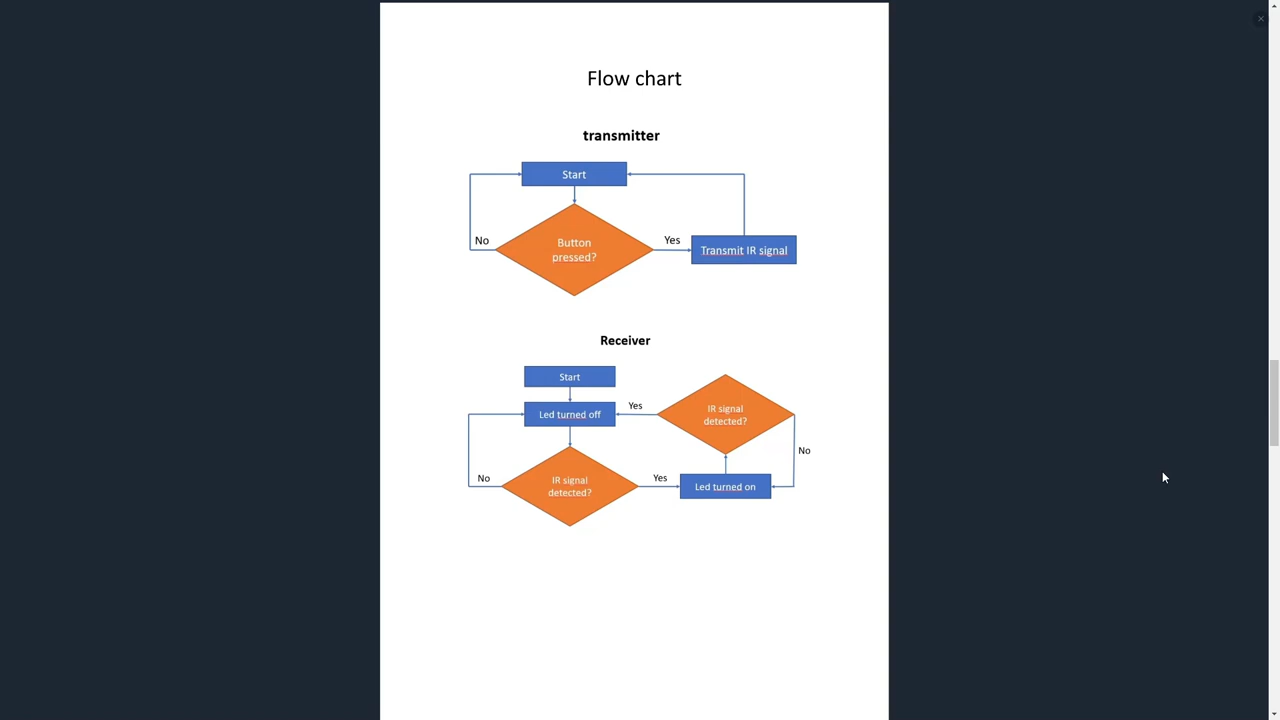 Flow chart
transmitter
Start
No
Button
pressed?
Yes
Transmit IR signal
Receiver
Start
Led turned off
Yes
IR signal
detected?
No
No
IR signal
detected?
Yes
Led turned on